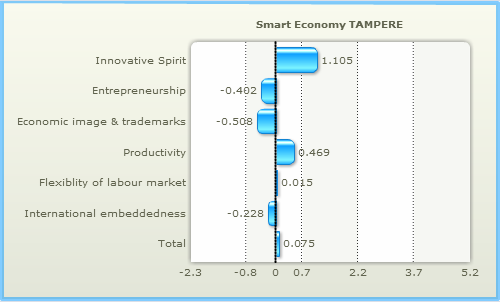 Smart Economy TAMPERE
Innovative Spirit 1.105
Entrepreneurship -0.402
Economic image & trademarks -0.508
Productivity 0.469
Flexiblity of labour market 0.015
International embeddedness -0.228
Total 0.075
-2.3 -0.8 0 0.7 2.2 3.7 5.2